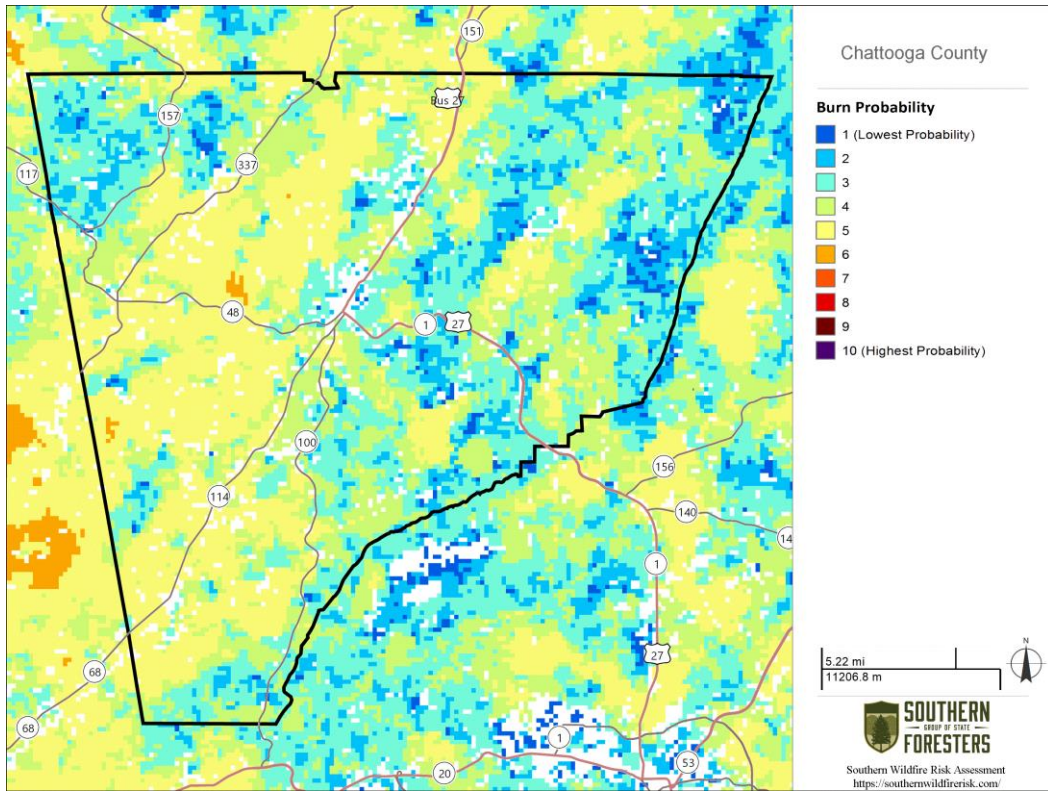 Chattooga County
Burn Probability
1 (Lowest Probability)
2
3
4
5
6
7
8
9
10 (Highest Probability)
151
Bus 27
157
337
117
48
1
27
100
114
156
140
14
1
27
68
68
1
20
53
5.22 mi
11206.8 m
N
SOUTHERN
GROUP OF STATE
FORESTERS
Southern Wildfire Risk Assessment
https://southernwildfirerisk.com/